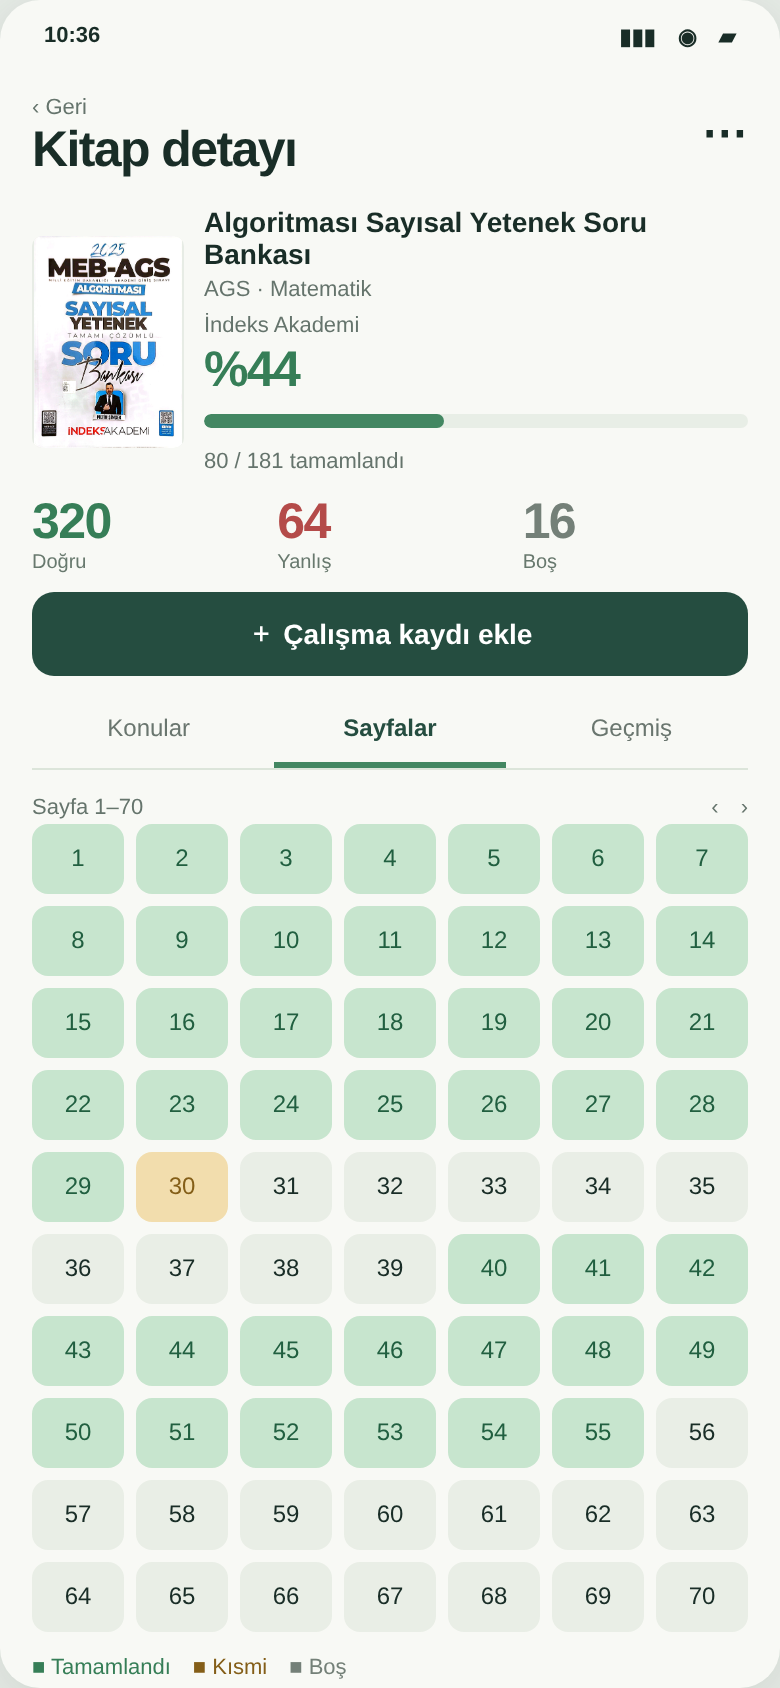 10:36
‹ Geri
Kitap detayı
...
2025
MEB-AGS
ALGORİTMASI
SAYISAL
YETENEK
TAMAMI ÇÖZÜMLÜ
SORU
Bankası
İNDEKS AKADEMİ
Algoritması Sayısal Yetenek Soru
Bankası
AGS · Matematik
İndeks Akademi
%44
80 / 181 tamamlandı
320 64 16
Doğru Yanlış Boş
+ Çalışma kaydı ekle
Konular Sayfalar Geçmiş
Sayfa 1–70 ‹ ›
1 2 3 4 5 6 7
8 9 10 11 12 13 14
15 16 17 18 19 20 21
22 23 24 25 26 27 28
29 30 31 32 33 34 35
36 37 38 39 40 41 42
43 44 45 46 47 48 49
50 51 52 53 54 55 56
57 58 59 60 61 62 63
64 65 66 67 68 69 70
■ Tamamlandı ■ Kısmi ■ Boş